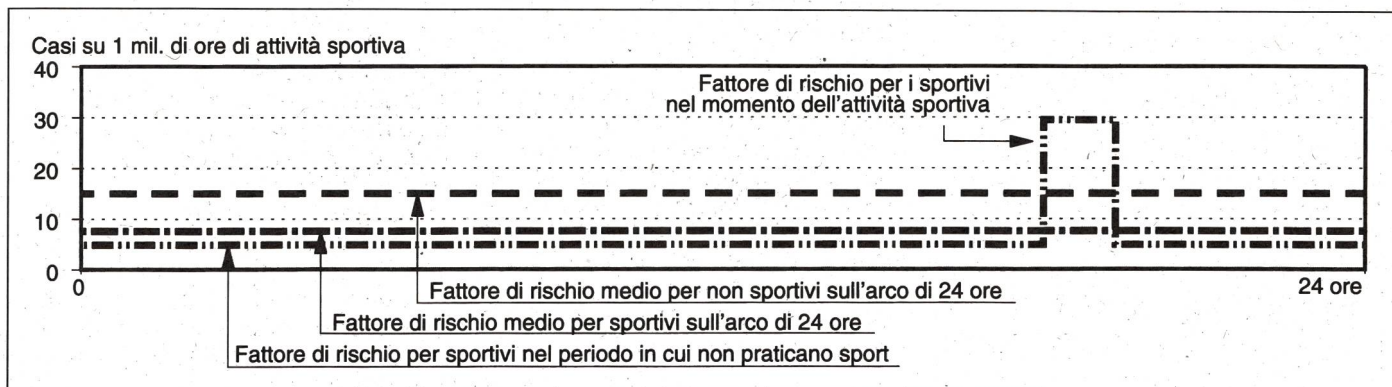 Casi su 1 mil. di ore di attività sportiva
40
30
20
10
0
Fattore di rischio per i sportivi
nel momento dell'attività sportiva
0
24 ore
Fattore di rischio medio per non sportivi sull'arco di 24 ore
Fattore di rischio medio per sportivi sull'arco di 24 ore
Fattore di rischio per sportivi nel periodo in cui non praticano sport